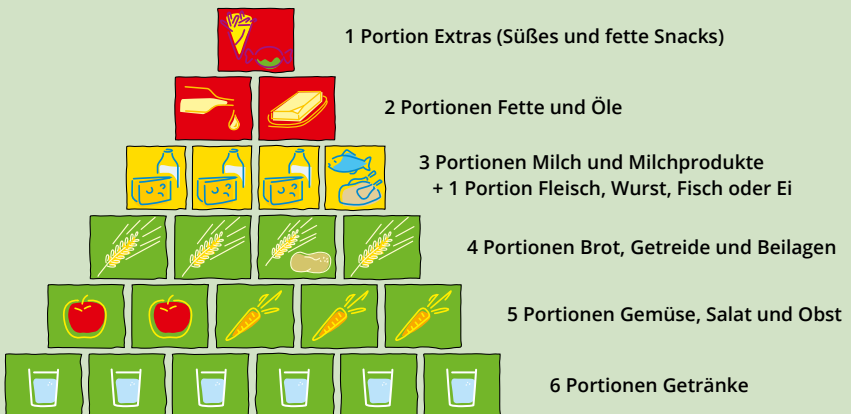 1 Portion Extras (Süßes und fette Snacks)
2 Portionen Fette und Öle
3 Portionen Milch und Milchprodukte
+ 1 Portion Fleisch, Wurst, Fisch oder Ei
4 Portionen Brot, Getreide und Beilagen
5 Portionen Gemüse, Salat und Obst
6 Portionen Getränke